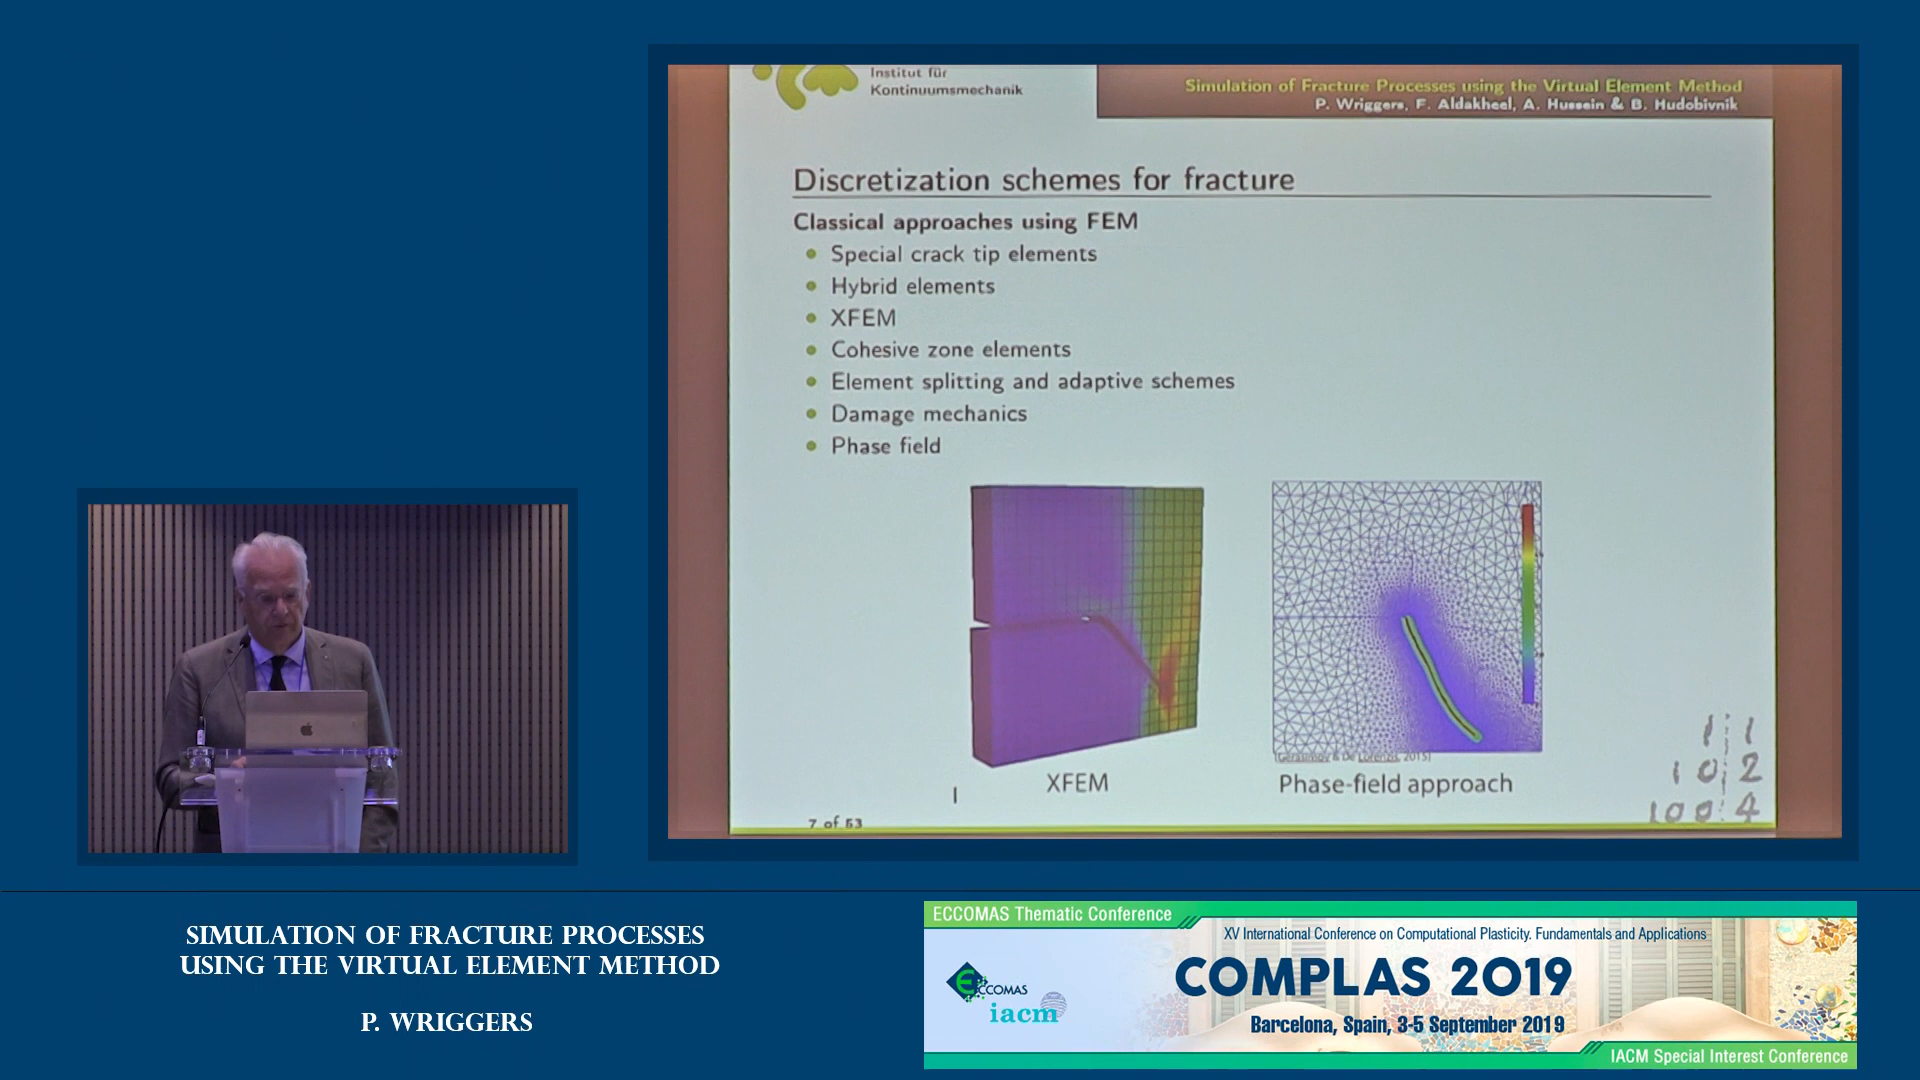 Institut für
Kontinuumsmechanik
Simulation of Fracture Processes using the Virtual Element Method
P. Wriggers, F. Aldakheel, A. Hussein & B. Hudobivnik
Discretization schemes for fracture
Classical approaches using FEM
Special crack tip elements
Hybrid elements
XFEM
Cohesive zone elements
Element splitting and adaptive schemes
Damage mechanics
Phase field
(Gerasimov & De Lorenzis, 2015)
XFEM
Phase-field approach
1 1
10 2
100 4
7 of 53
SIMULATION OF FRACTURE PROCESSES
USING THE VIRTUAL ELEMENT METHOD
P. WRIGGERS
ECCOMAS Thematic Conference
XV International Conference on Computational Plasticity. Fundamentals and Applications
COMPLAS 2019
ECCOMAS
iacm
Barcelona, Spain, 3-5 September 2019
IACM Special Interest Conference